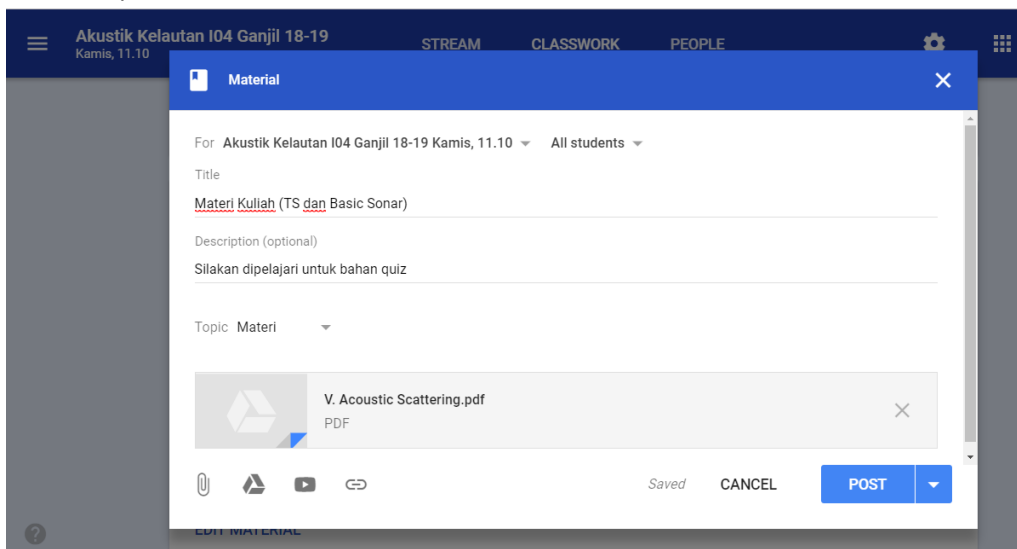 Akustik Kelautan I04 Ganjil 18-19
Kamis, 11.10
STREAM CLASSWORK PEOPLE
Material
For Akustik Kelautan I04 Ganjil 18-19 Kamis, 11.10 All students
Title
Materi Kuliah (TS dan Basic Sonar)
Description (optional)
Silakan dipelajari untuk bahan quiz
Topic Materi
V. Acoustic Scattering.pdf
PDF
Saved CANCEL POST
EDIT MATERIAL